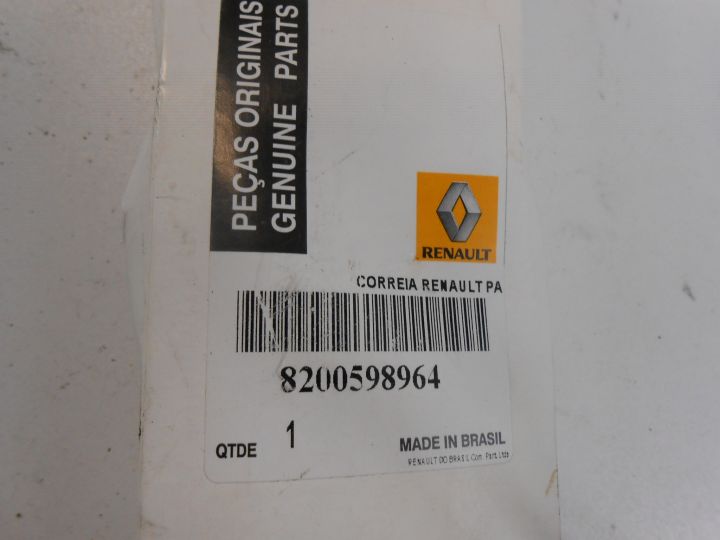 PEÇAS ORIGINAIS
GENUINE PARTS
RENAULT
CORREIA RENAULT PA
8200598964
QTDE 1
MADE IN BRASIL
RENAULT DO BRASIL Com. Part. Ltda